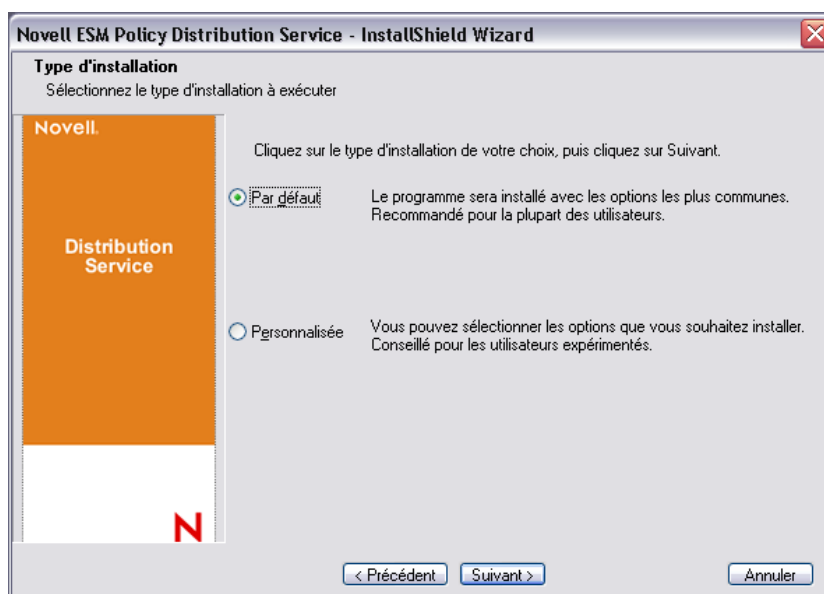 Novell ESM Policy Distribution Service - InstallShield Wizard
Type d'installation
Sélectionnez le type d'installation à exécuter
Novell.
Distribution
Service
Cliquez sur le type d'installation de votre choix, puis cliquez sur Suivant.
Par défaut
Le programme sera installé avec les options les plus communes.
Recommandé pour la plupart des utilisateurs.
Personnalisée
Vous pouvez sélectionner les options que vous souhaitez installer.
Conseillé pour les utilisateurs expérimentés.
N
< Précédent
Suivant >
Annuler